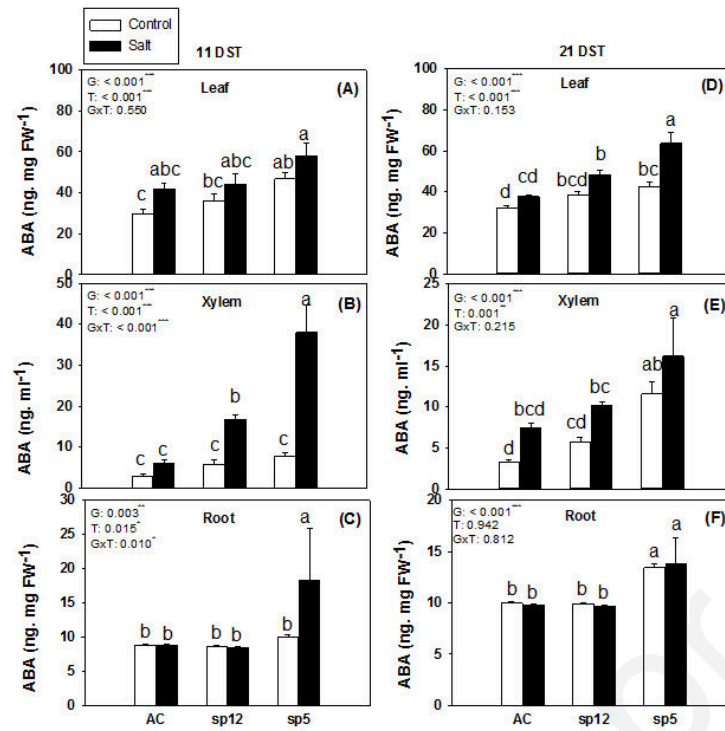 Control
Salt
11 DST
21 DST
G: < 0.001***
T: < 0.001***
GxT: 0.550
Leaf
(A)
100
80
60
40
20
0
ABA (ng. mg FW-1)
c
abc
bc
abc
ab
a
G: < 0.001***
T: < 0.001***
GxT: 0.153
Leaf
(D)
100
80
60
40
20
0
ABA (ng. mg FW-1)
d
cd
bcd
b
bc
a
G: < 0.001***
T: < 0.001***
GxT: < 0.001***
Xylem
(B)
50
40
30
20
10
0
ABA (ng. ml-1)
c
c
c
b
c
a
G: < 0.001***
T: 0.001**
GxT: 0.215
Xylem
(E)
25
20
15
10
5
0
ABA (ng. ml-1)
d
bcd
cd
bc
ab
a
G: 0.003**
T: 0.015*
GxT: 0.010*
Root
(C)
30
25
20
15
10
5
0
ABA (ng. mg FW-1)
b
b
b
b
b
a
AC
sp12
sp5
G: < 0.001***
T: 0.942
GxT: 0.812
Root
(F)
20
15
10
5
0
ABA (ng. mg FW-1)
b
b
b
b
a
a
AC
sp12
sp5